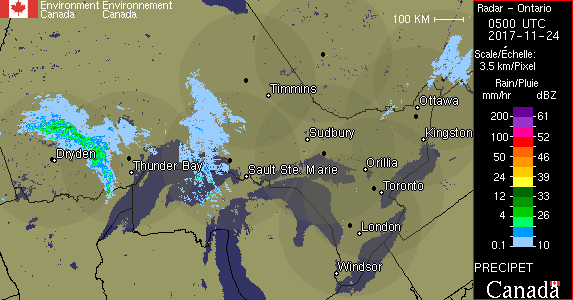 Environment Environnement
Canada Canada
100 KM
Timmins
Ottawa
Sudbury
Kingston
Dryden
Thunder Bay
Sault Ste. Marie
Orillia
Toronto
London
Windsor
Radar - Ontario
0500 UTC
2017-11-24
Scale/Échelle:
3.5 km/Pixel
Rain/Pluie
mm/hr dBZ
200 61
100 52
50 46
24 39
12 33
4 26
0.1 10
PRECIPET
Canada